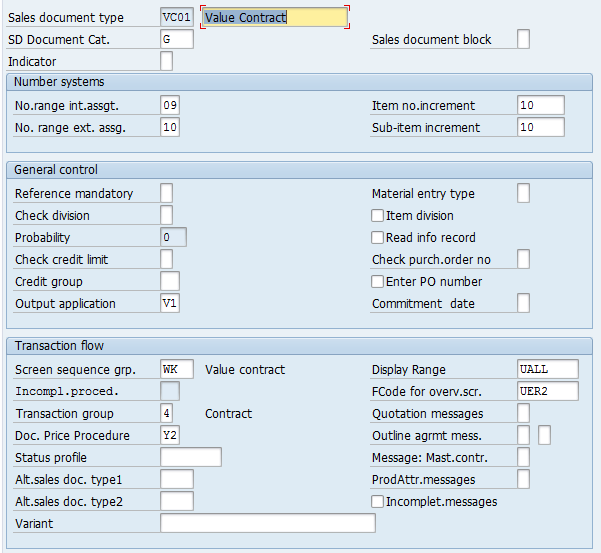 Sales document type VC01 Value Contract
SD Document Cat. G Sales document block
Indicator
Number systems
No.range int.assgt. 09 Item no.increment 10
No. range ext. assg. 10 Sub-item increment 10
General control
Reference mandatory Material entry type
Check division Item division
Probability 0 Read info record
Check credit limit Check purch.order no
Credit group Enter PO number
Output application V1 Commitment date
Transaction flow
Screen sequence grp. WK Value contract Display Range UALL
Incompl.proced. FCode for overv.scr. UER2
Transaction group 4 Contract Quotation messages
Doc. Price Procedure Y2 Outline agrmt mess.
Status profile Message: Mast.contr.
Alt.sales doc. type1 ProdAttr.messages
Alt.sales doc. type2 Incomplet.messages
Variant